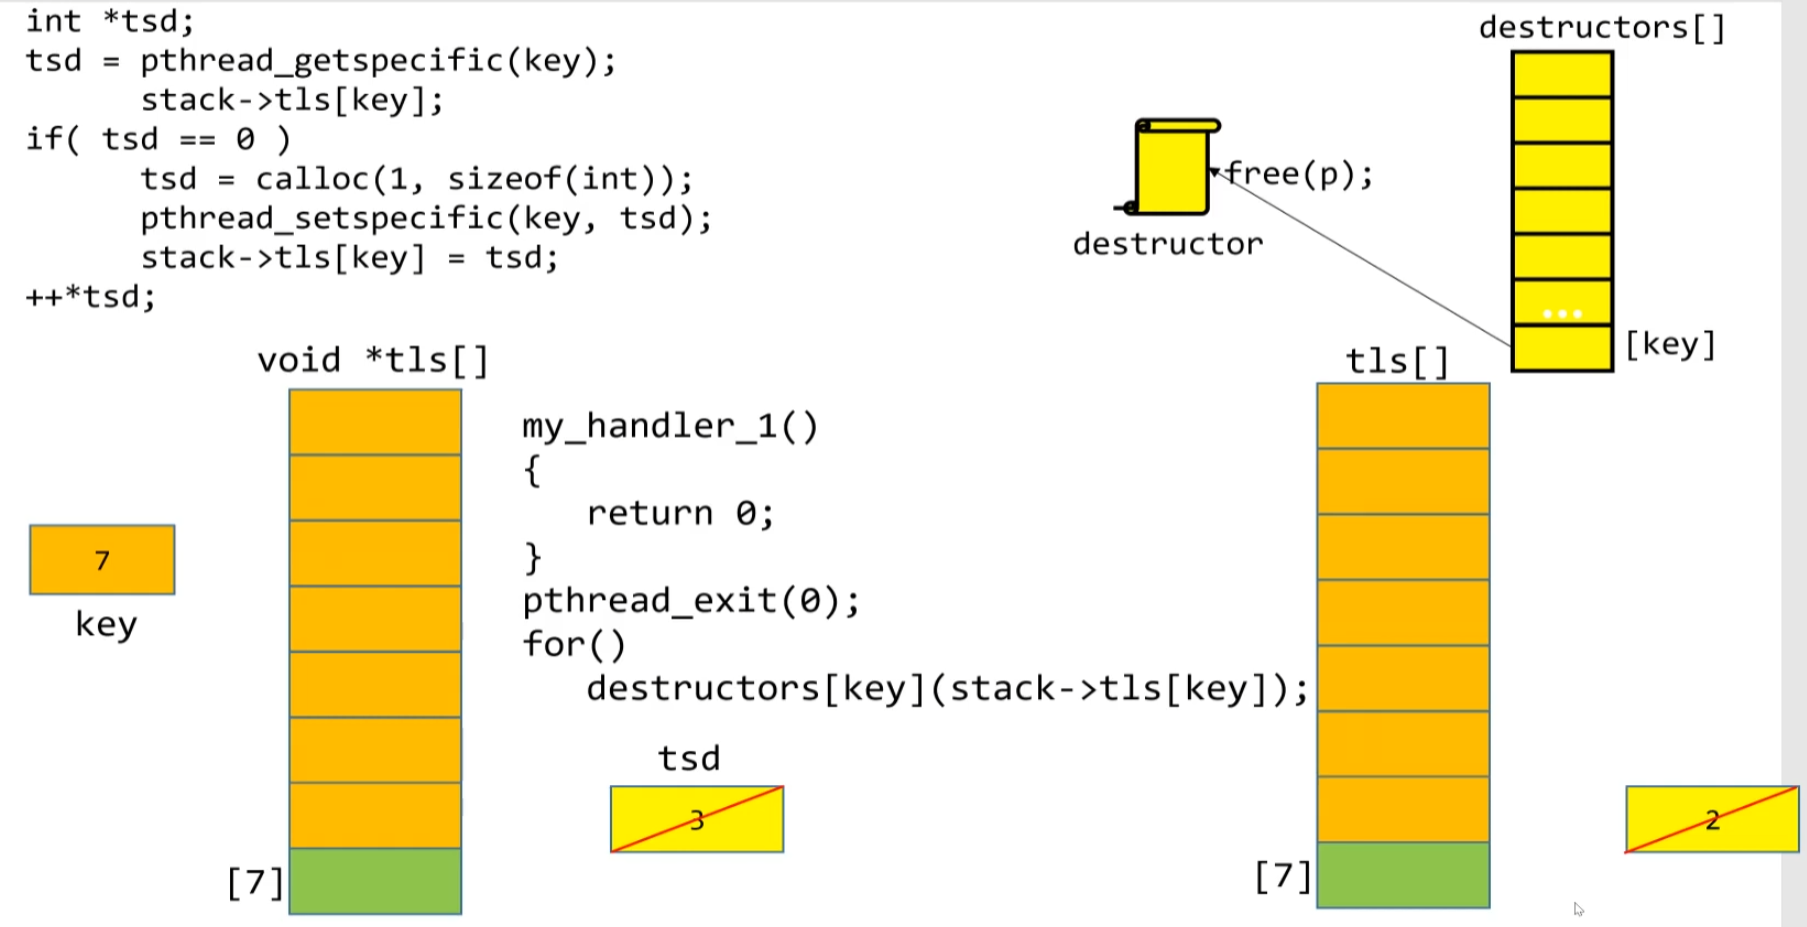 int *tsd;
tsd = pthread_getspecific(key);
stack->tls[key];
if( tsd == 0 )
tsd = calloc(1, sizeof(int));
pthread_setspecific(key, tsd);
stack->tls[key] = tsd;
++*tsd;
destructors[]
free(p);
destructor
...
[key]
void *tls[]
tls[]
my_handler_1()
{
return 0;
}
pthread_exit(0);
for()
destructors[key](stack->tls[key]);
7
key
tsd
3
2
[7]
[7]